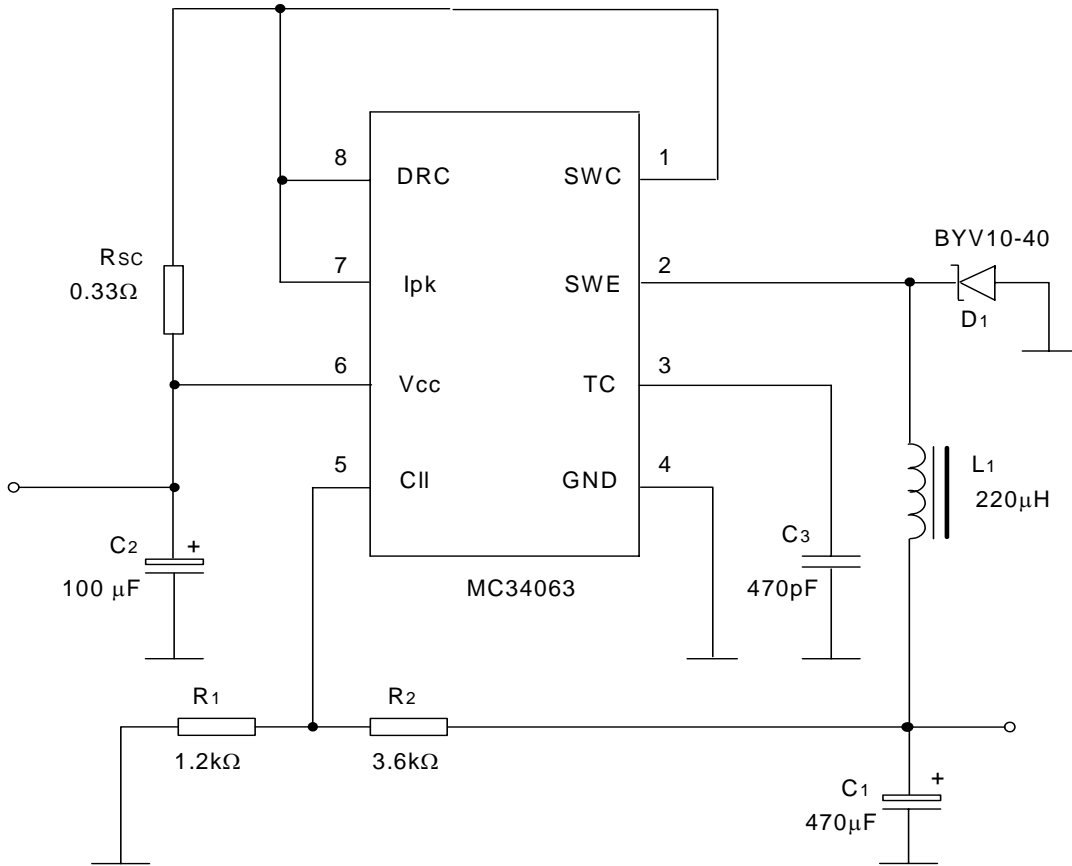 8
DRC
SWC
1
BYV10-40
RSC
0.33Ω
7
Ipk
SWE
2
D1
6
Vcc
TC
3
5
CII
GND
4
L1
220μH
C2
+
100 μF
MC34063
C3
470pF
R1
R2
1.2kΩ
3.6kΩ
C1
+
470μF